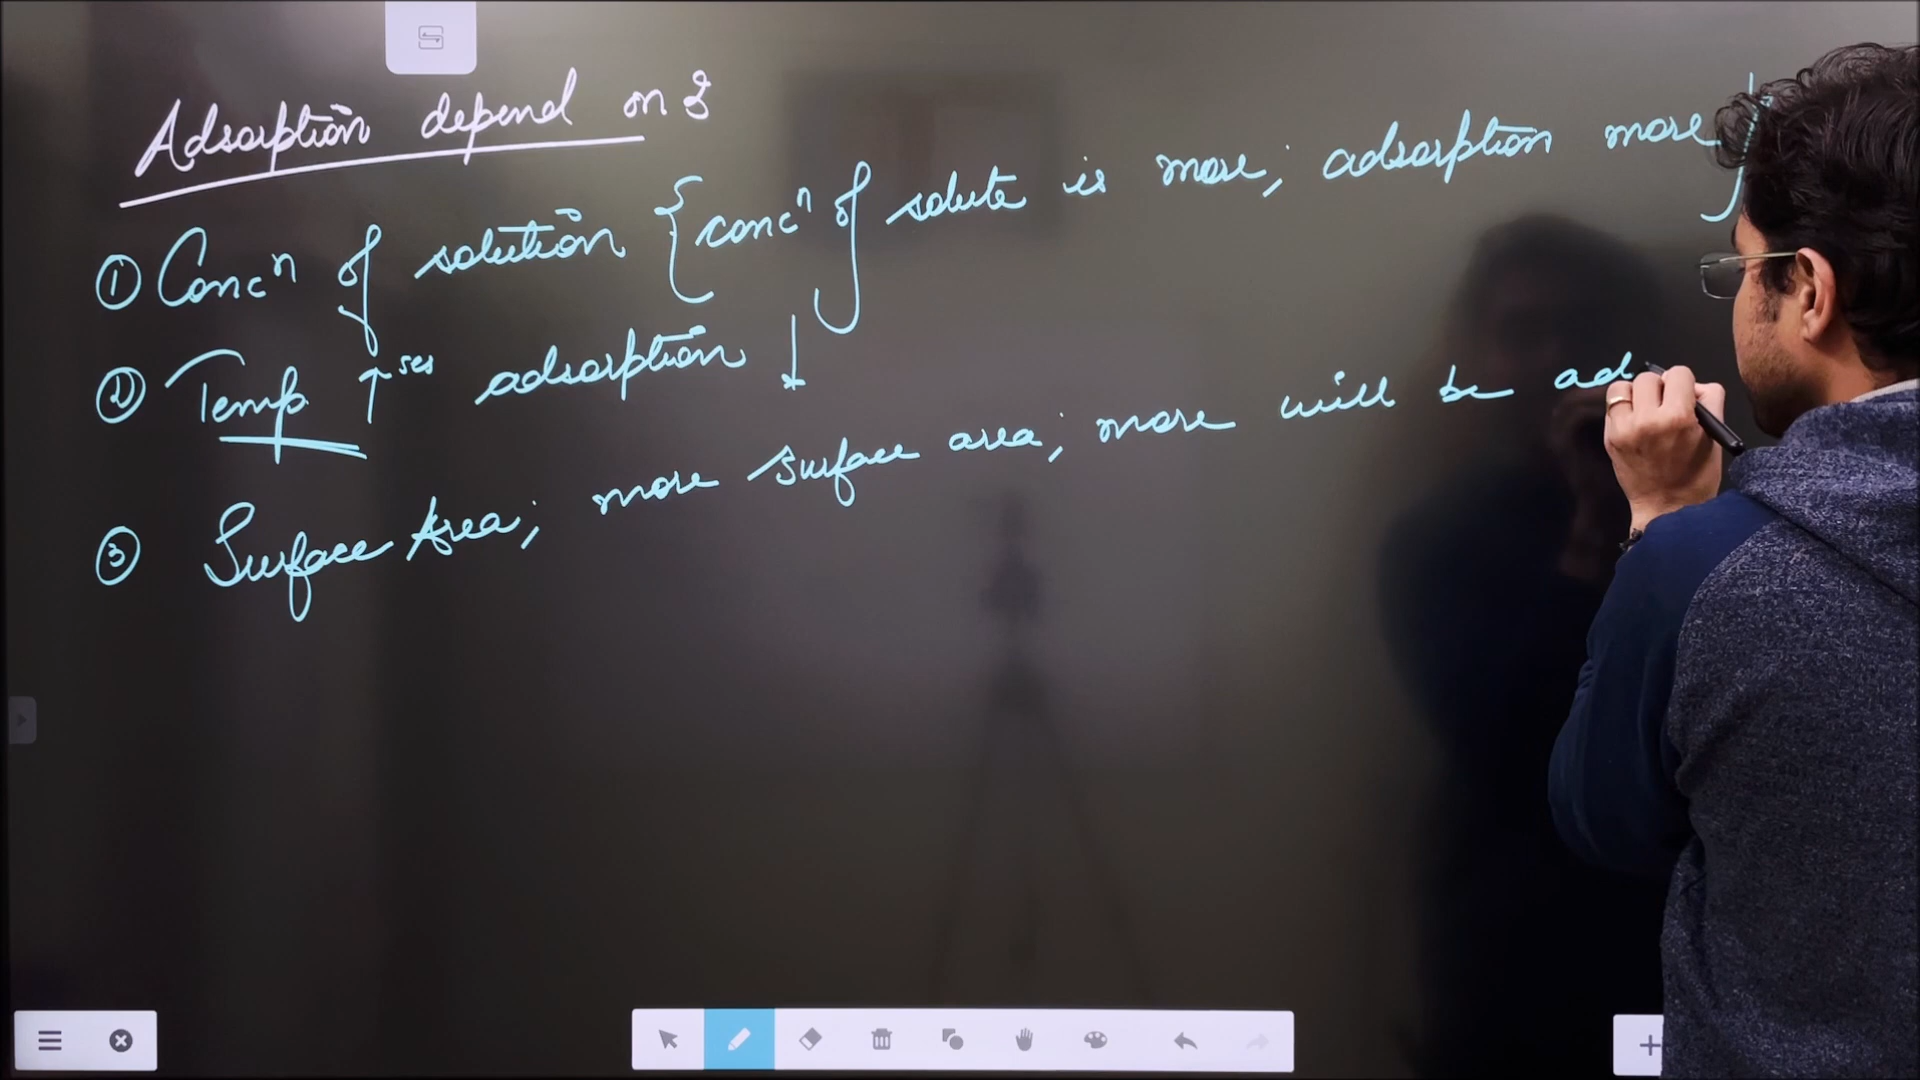 Adsorption depend on :
① Concⁿ of solution {concⁿ of solute is more; adsorption more}
② Temp ↑ses adsorption ↓
③ Surface Area; more surface area; more will be ad